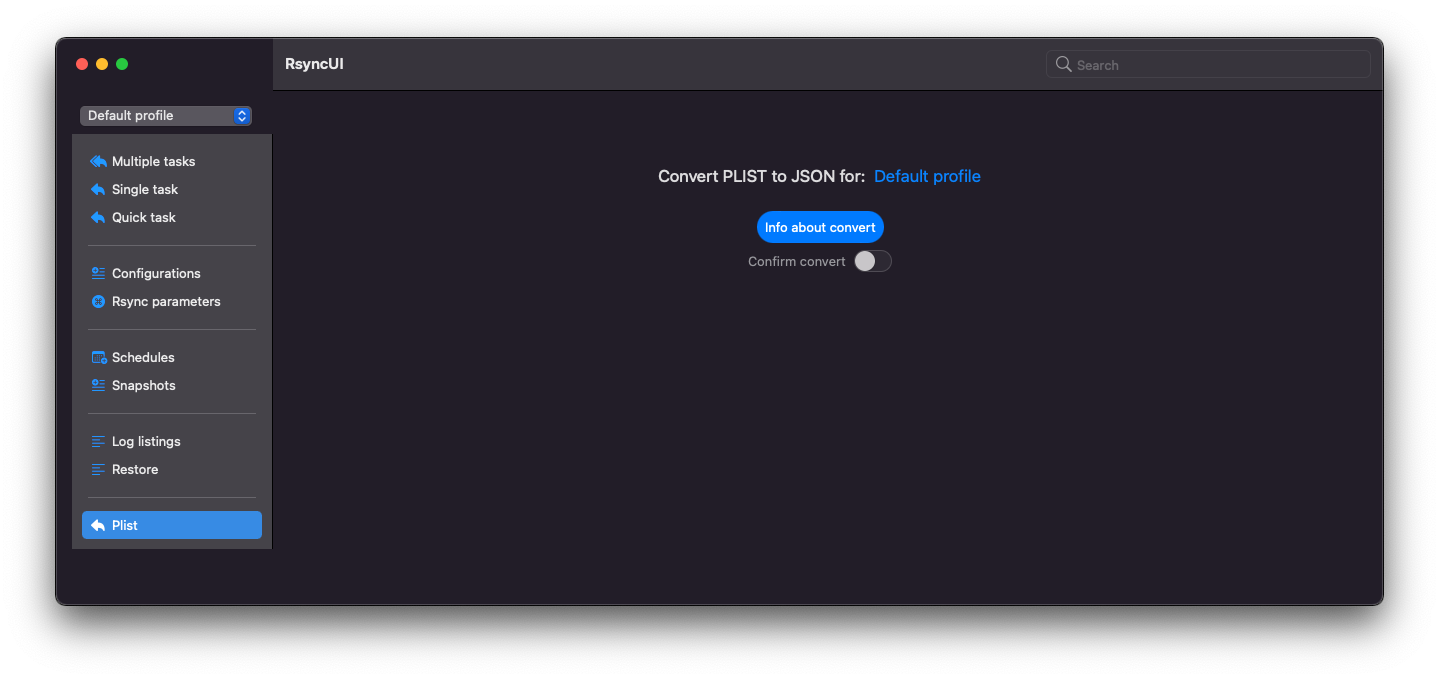 RsyncUI
Search
Default profile
Multiple tasks
Single task
Quick task
Configurations
Rsync parameters
Schedules
Snapshots
Log listings
Restore
Plist
Convert PLIST to JSON for: Default profile
Info about convert
Confirm convert